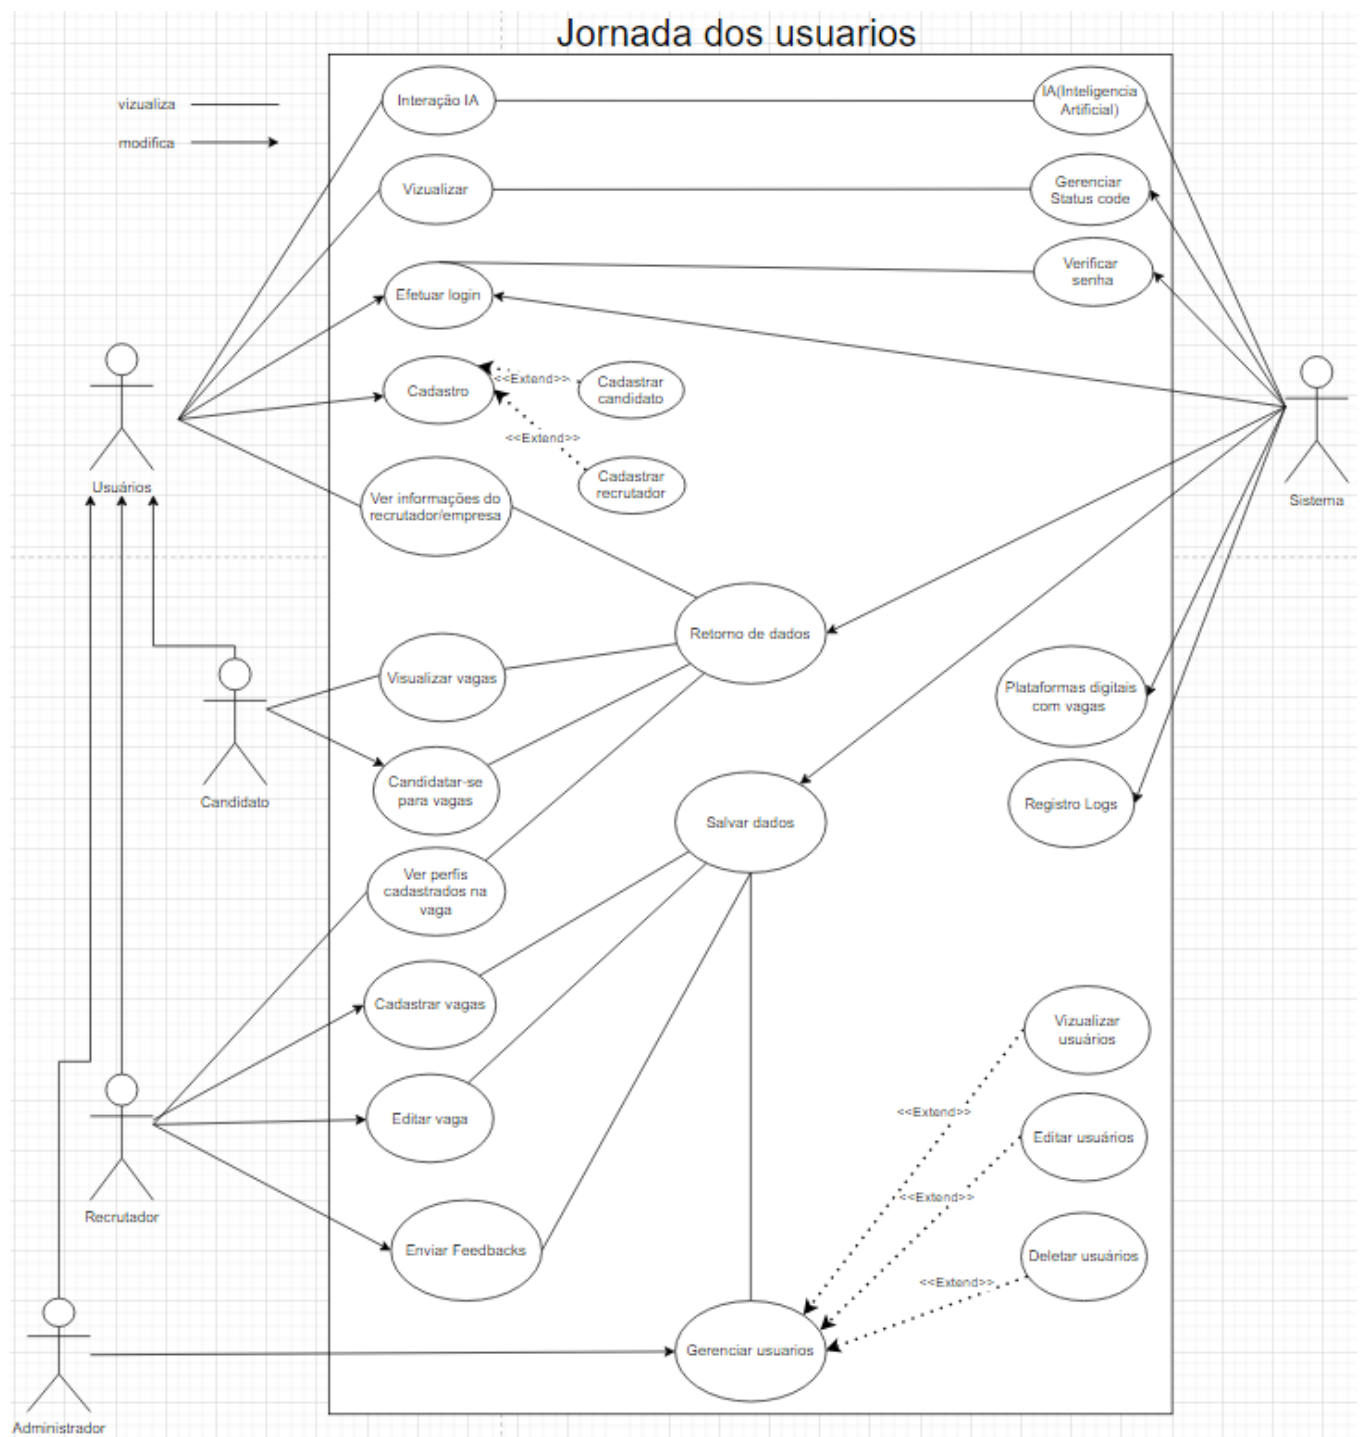 Jornada dos usuarios
vizualiza
modifica
Interação IA
IA(Inteligencia
Artificial)
Vizualizar
Gerenciar
Status code
Efetuar login
Verificar
senha
Cadastro
<<Extend>>
Cadastrar
candidato
<<Extend>>
Cadastrar
recrutador
Usuários
Sistema
Ver informações do
recrutador/empresa
Retorno de dados
Visualizar vagas
Plataformas digitais
com vagas
Candidato
Candidatar-se
para vagas
Salvar dados
Registro Logs
Ver perfis
cadastrados na
vaga
Cadastrar vagas
Vizualizar
usuários
<<Extend>>
Editar vaga
Editar usuários
<<Extend>>
Recrutador
Enviar Feedbacks
Deletar usuários
<<Extend>>
Gerenciar usuarios
Administrador